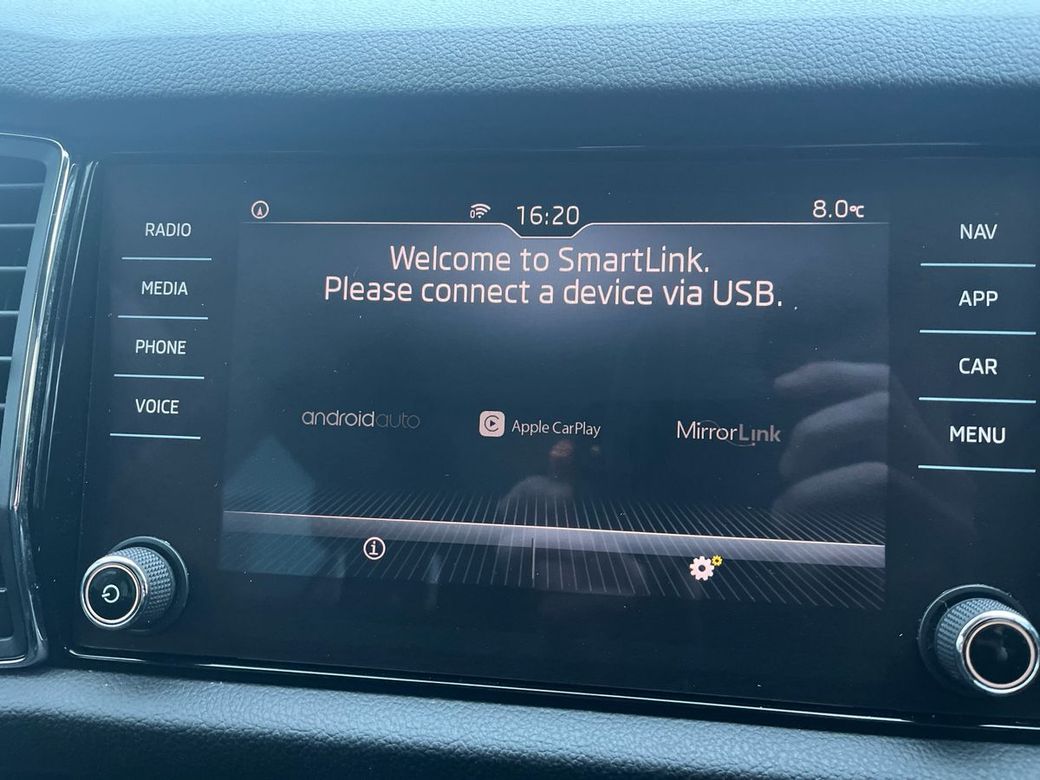 16:20
8.0°C
RADIO
MEDIA
PHONE
VOICE
Welcome to SmartLink.
Please connect a device via USB.
androidauto
Apple CarPlay
MirrorLink
NAV
APP
CAR
MENU